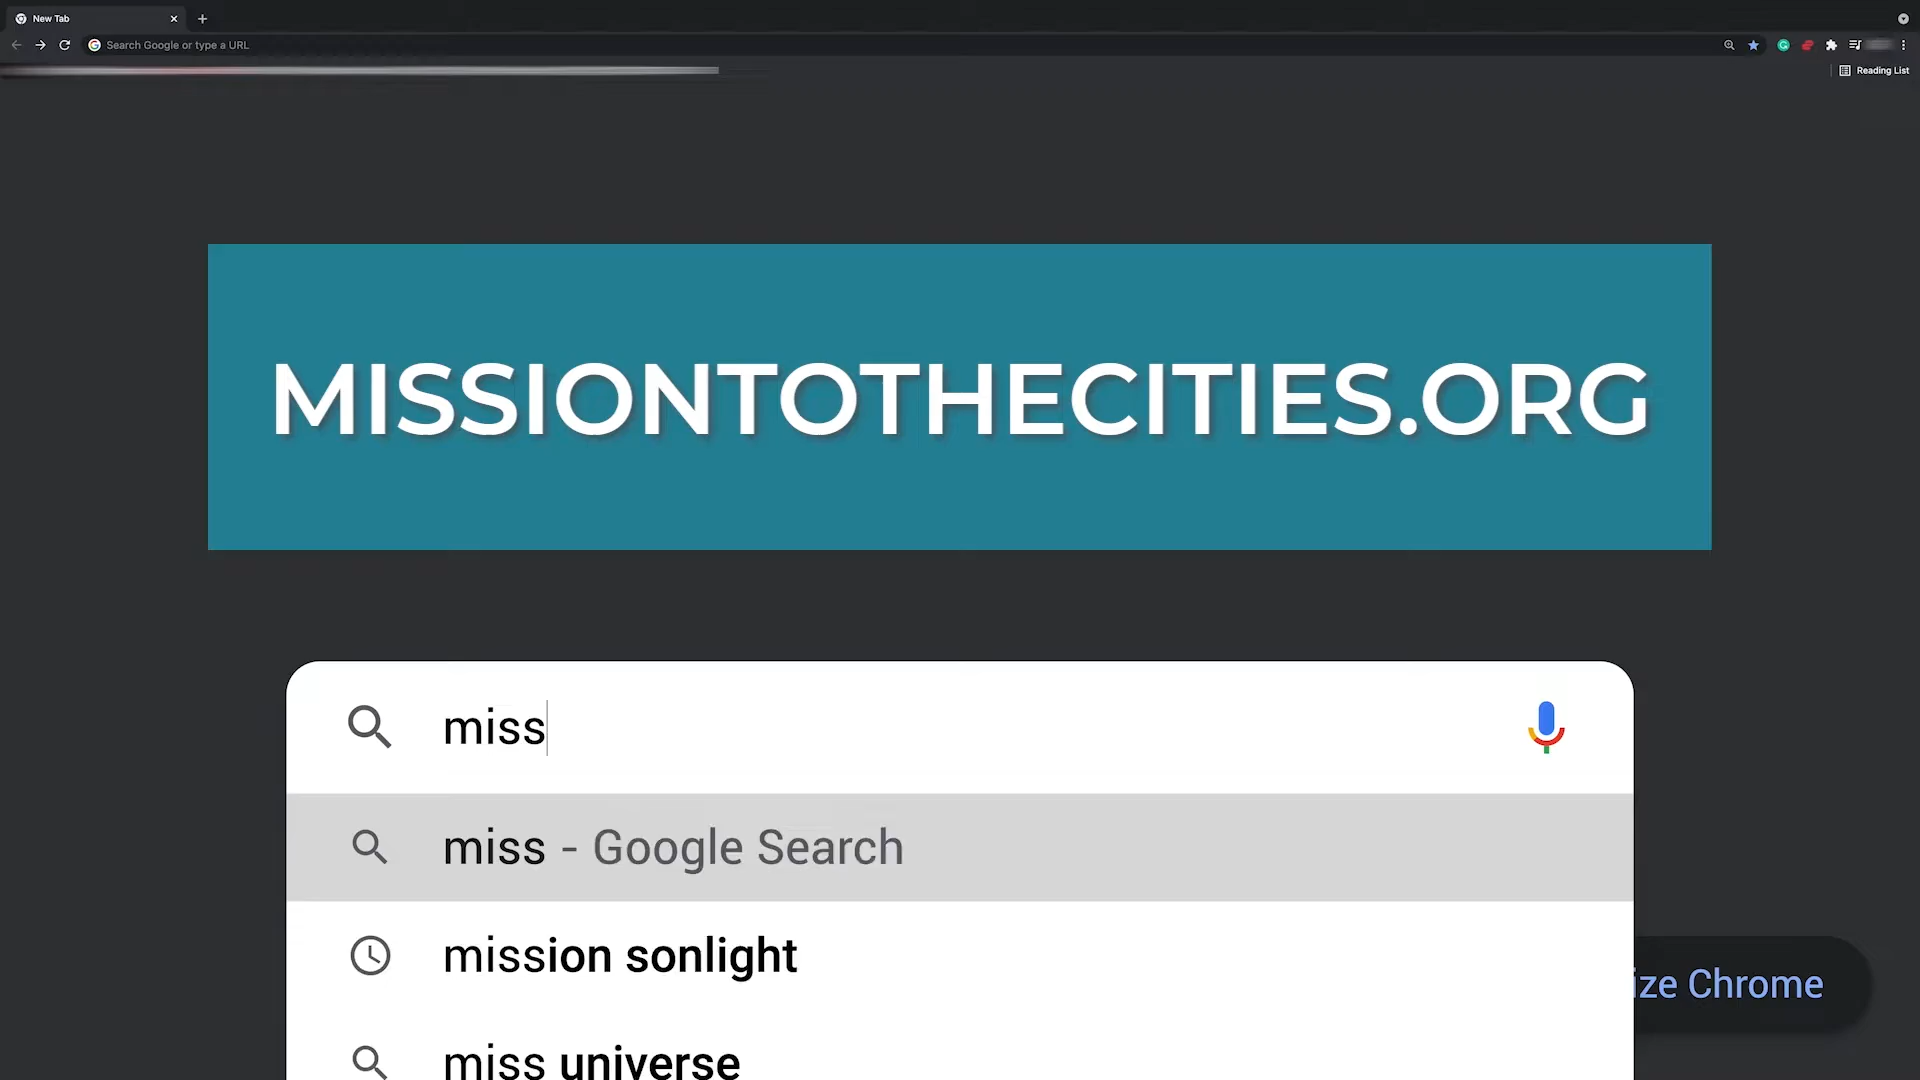 New Tab
Search Google or type a URL
Reading List
MISSIONTOTHECITIES.ORG
miss
miss - Google Search
mission sonlight
ize Chrome
miss universe